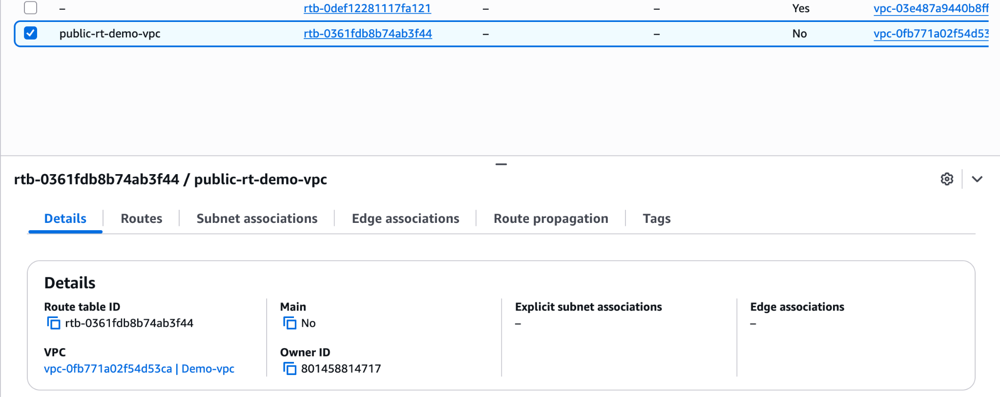 – rtb-0def12281117fa121 – – Yes vpc-03e487a9440b8ff
public-rt-demo-vpc rtb-0361fdb8b74ab3f44 – – No vpc-0fb771a02f54d53
rtb-0361fdb8b74ab3f44 / public-rt-demo-vpc
Details Routes Subnet associations Edge associations Route propagation Tags
Details
Route table ID Main Explicit subnet associations Edge associations
rtb-0361fdb8b74ab3f44 No – –
VPC Owner ID
vpc-0fb771a02f54d53ca | Demo-vpc 801458814717